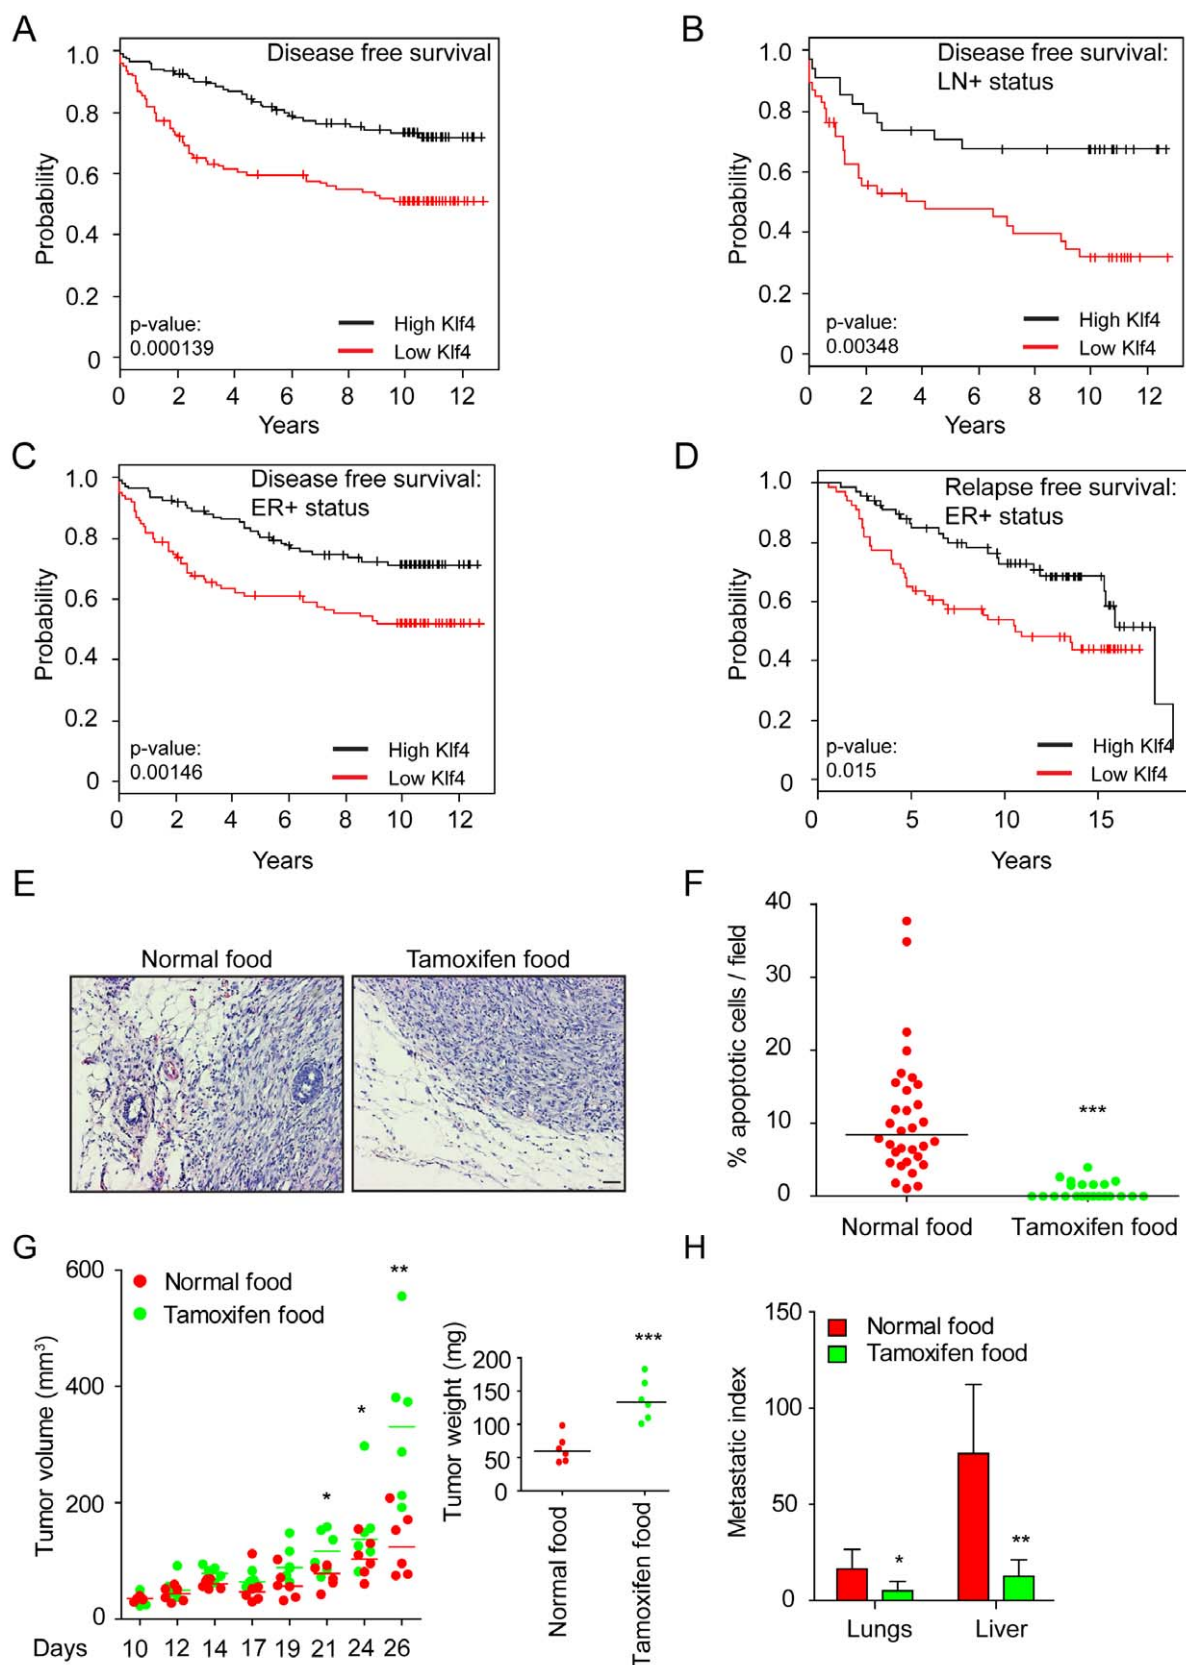 A
Disease free survival
1.0
0.8
0.6
0.4
0.2
0
Probability
p-value:
0.000139
High Klf4
Low Klf4
0 2 4 6 8 10 12
Years
B
Disease free survival:
LN+ status
1.0
0.8
0.6
0.4
0.2
0
Probability
p-value:
0.00348
High Klf4
Low Klf4
0 2 4 6 8 10 12
Years
C
Disease free survival:
ER+ status
1.0
0.8
0.6
0.4
0.2
0
Probability
p-value:
0.00146
High Klf4
Low Klf4
0 2 4 6 8 10 12
Years
D
Relapse free survival:
ER+ status
1.0
0.8
0.6
0.4
0.2
0
Probability
p-value:
0.015
High Klf4
Low Klf4
0 5 10 15
Years
E
Normal food
Tamoxifen food
F
40
30
20
10
0
% apoptotic cells / field
***
Normal food
Tamoxifen food
G
600
400
200
0
Tumor volume (mm³)
Normal food
Tamoxifen food
*
*
**
Days 10 12 14 17 19 21 24 26
Tumor weight (mg)
200
150
100
50
0
***
Normal food
Tamoxifen food
H
150
100
50
0
Metastatic index
Normal food
Tamoxifen food
*
**
Lungs
Liver